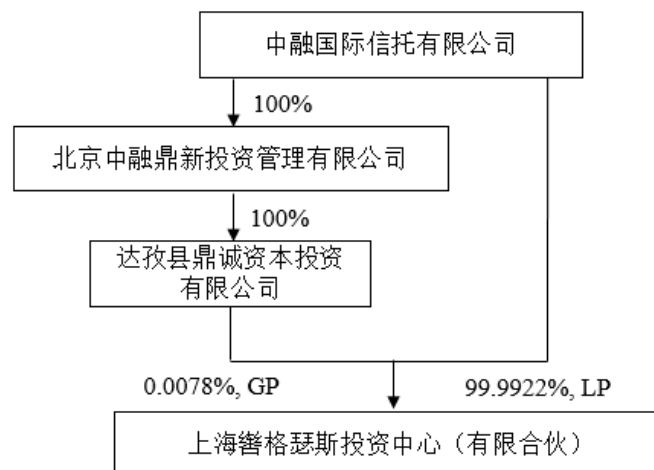 中融国际信托有限公司
100%
北京中融鼎新投资管理有限公司
100%
达孜县鼎诚资本投资
有限公司
0.0078%, GP
99.9922%, LP
上海辔格瑟斯投资中心（有限合伙）